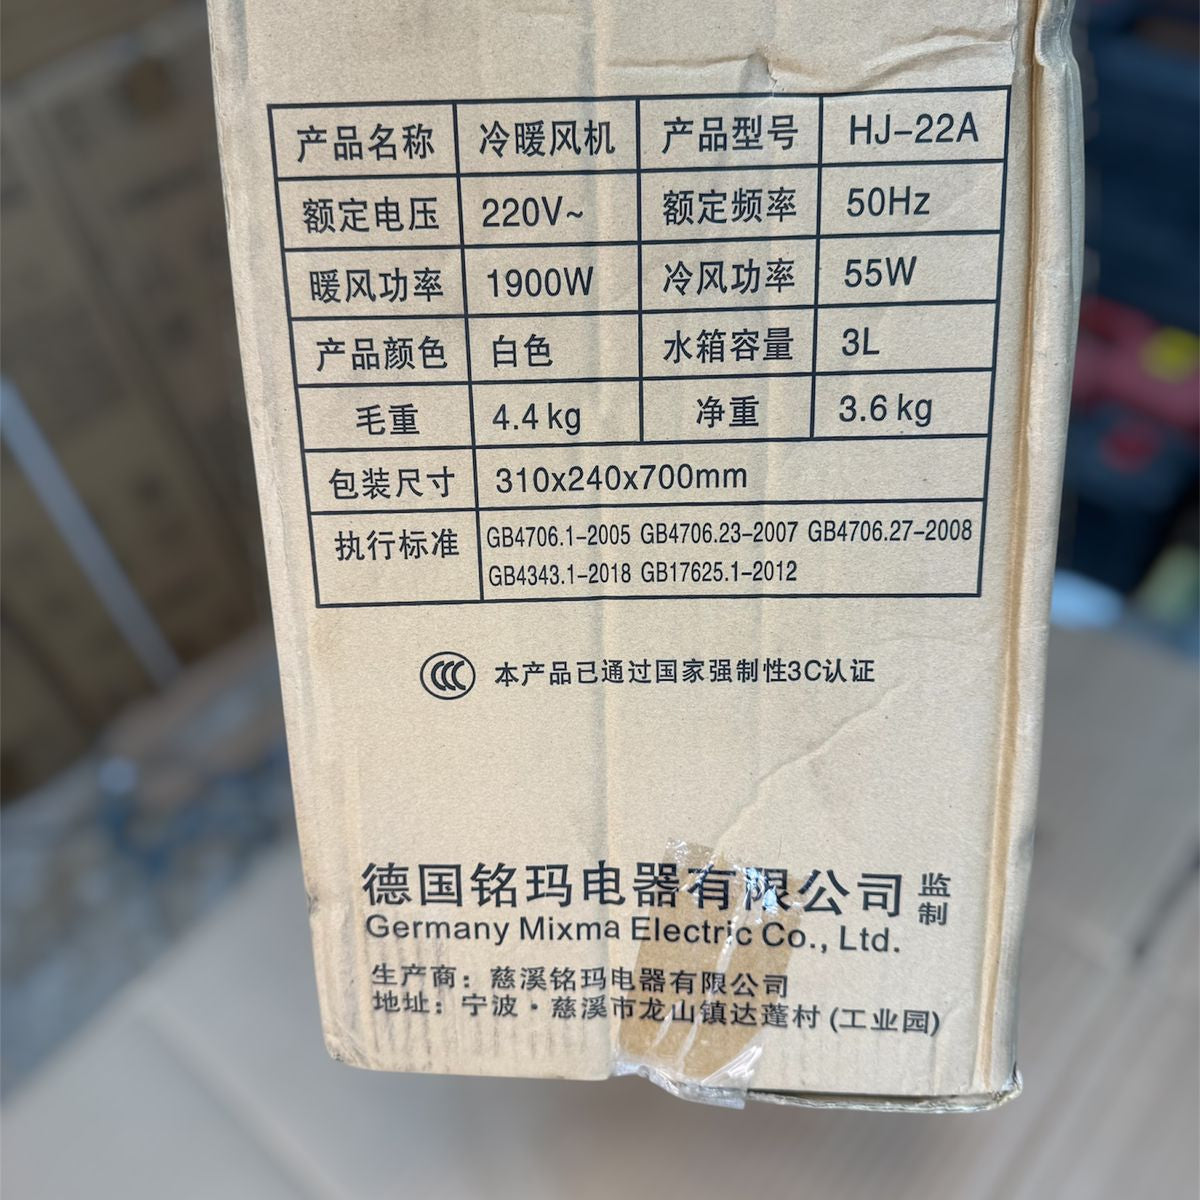 产品名称 冷暖风机 产品型号 HJ-22A
额定电压 220V~ 额定频率 50Hz
暖风功率 1900W 冷风功率 55W
产品颜色 白色 水箱容量 3L
毛重 4.4 kg 净重 3.6 kg
包装尺寸 310x240x700mm
执行标准 GB4706.1-2005 GB4706.23-2007 GB4706.27-2008
GB4343.1-2018 GB17625.1-2012
CCC 本产品已通过国家强制性3C认证
德国铭玛电器有限公司 监制
Germany Mixma Electric Co., Ltd.
生产商：慈溪铭玛电器有限公司
地址：宁波·慈溪市龙山镇达蓬村(工业园)